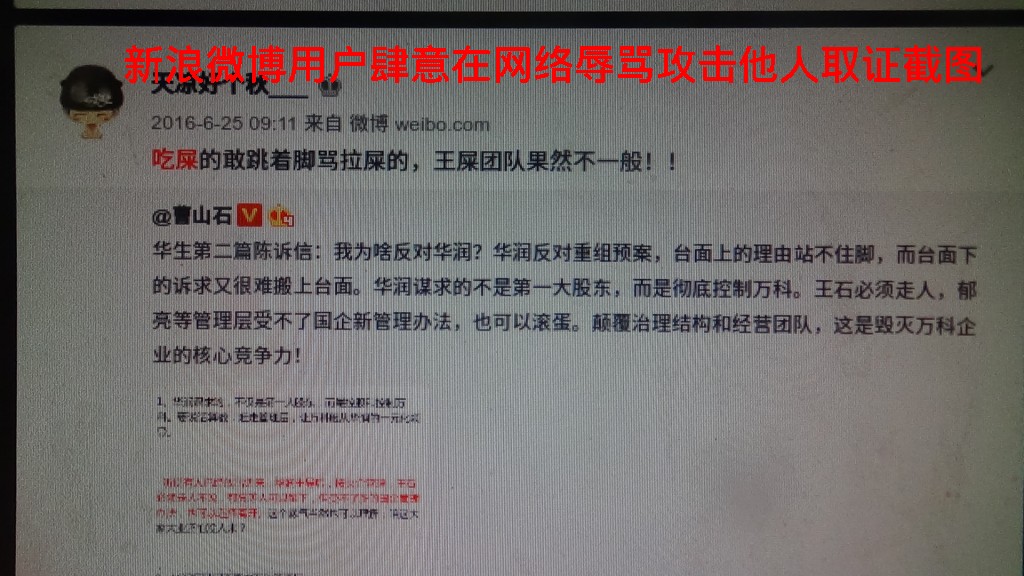 新浪微博用户肆意在网络辱骂攻击他人取证截图
天凉好个秋___
2016-6-25 09:11 来自 微博 weibo.com
吃屎的敢跳着脚骂拉屎的，王屎团队果然不一般！！
@曹山石 V 4
华生第二篇陈诉信：我为啥反对华润？华润反对重组预案，台面上的理由站不住脚，而台面下
的诉求又很难搬上台面。华润谋求的不是第一大股东，而是彻底控制万科。王石必须走人，郁
亮等管理层受不了国企新管理办法，也可以滚蛋。颠覆治理结构和经营团队，这是毁灭万科企
业的核心竞争力！